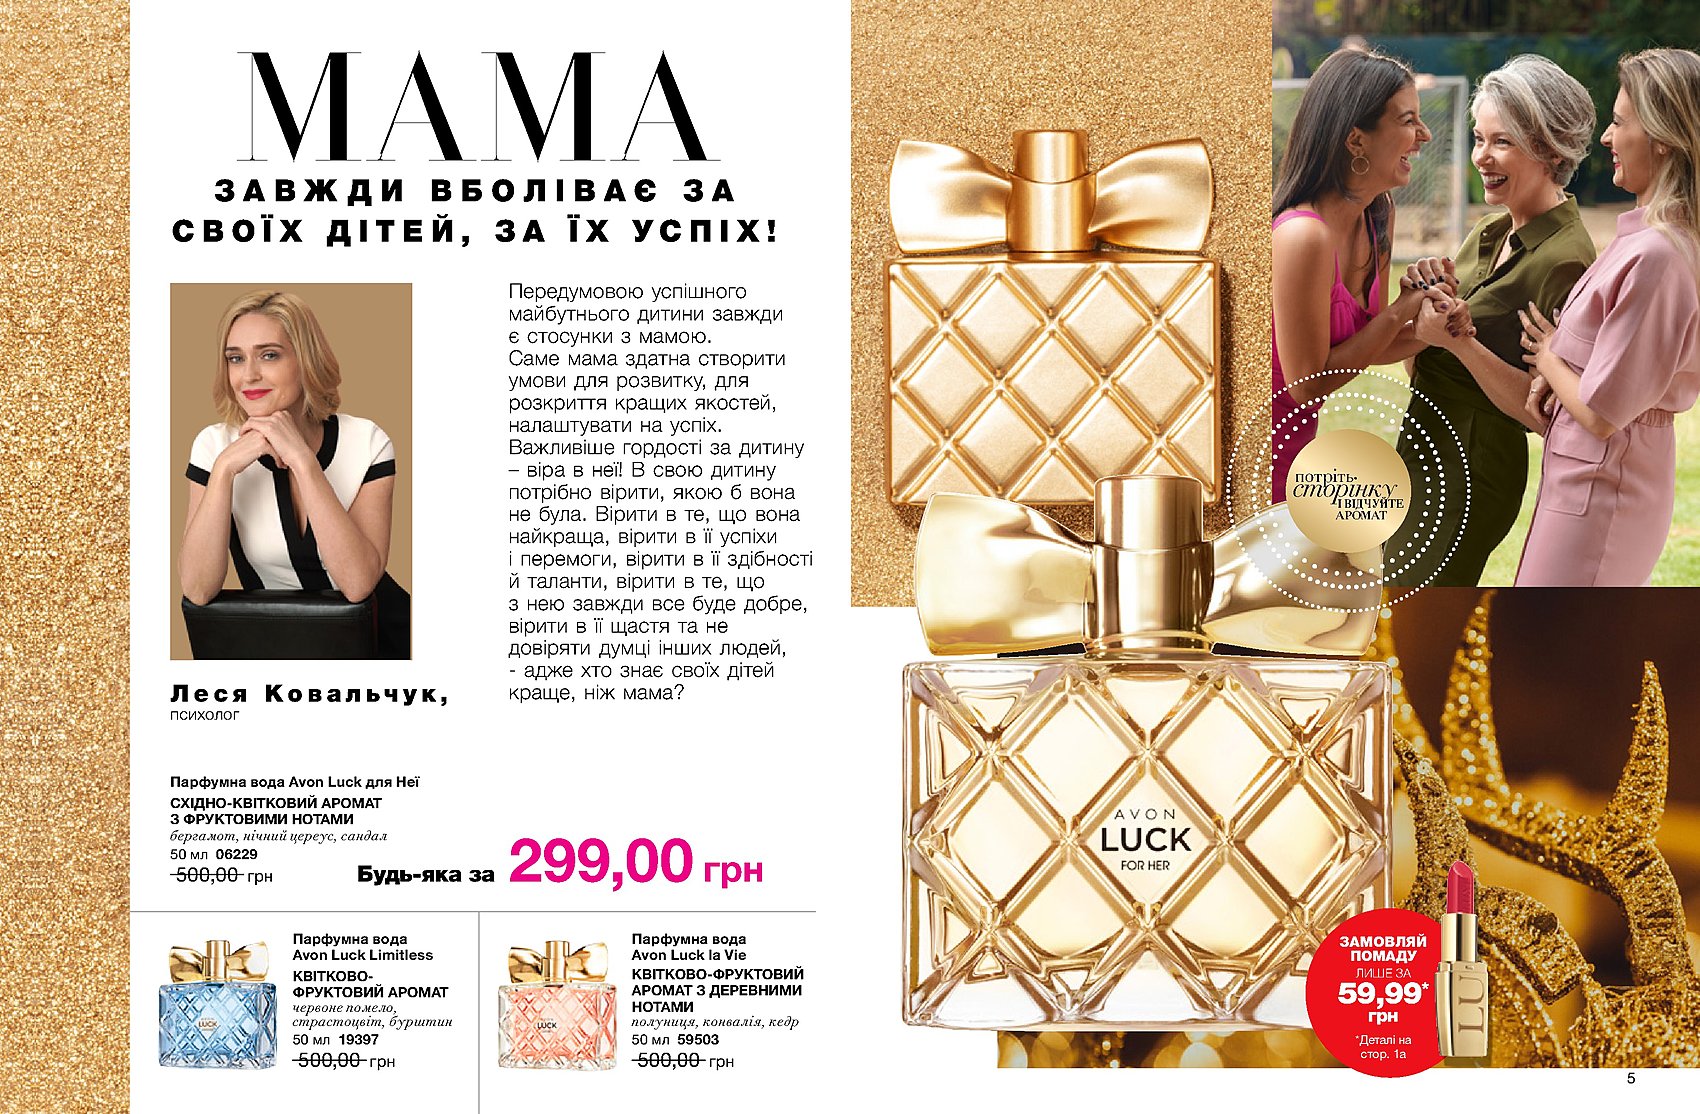 МАМА
ЗАВЖДИ ВБОЛІВАЄ ЗА
СВОЇХ ДІТЕЙ, ЗА ЇХ УСПІХ!
Передумовою успішного
майбутнього дитини завжди
є стосунки з мамою.
Саме мама здатна створити
умови для розвитку, для
розкриття кращих якостей,
налаштувати на успіх.
Важливіше гордості за дитину
– віра в неї! В свою дитину
потрібно вірити, якою б вона
не була. Вірити в те, що вона
найкраща, вірити в її успіхи
і перемоги, вірити в її здібності
й таланти, вірити в те, що
з нею завжди все буде добре,
вірити в її щастя та не
довіряти думці інших людей,
- адже хто знає своїх дітей
краще, ніж мама?
Леся Ковальчук,
психолог
Парфумна вода Avon Luck для Неї
СХІДНО-КВІТКОВИЙ АРОМАТ
З ФРУКТОВИМИ НОТАМИ
бергамот, нічний цереус, сандал
50 мл 06229
500,00 грн
Будь-яка за 299,00 грн
Парфумна вода
Avon Luck Limitless
КВІТКОВО-
ФРУКТОВИЙ АРОМАТ
червоне помело,
страстоцвіт, бурштин
50 мл 19397
500,00 грн
LUCK
Парфумна вода
Avon Luck la Vie
КВІТКОВО-ФРУКТОВИЙ
АРОМАТ З ДЕРЕВНИМИ
НОТАМИ
полуниця, конвалія, кедр
50 мл 59503
500,00 грн
LUCK
ПОТРІТЬ
сторінку
І ВІДЧУЙТЕ
АРОМАТ
AVON
LUCK
FOR HER
ЗАМОВЛЯЙ
ПОМАДУ
ЛИШЕ ЗА
59,99*
грн
*Деталі на
стор. 1а
LU
5